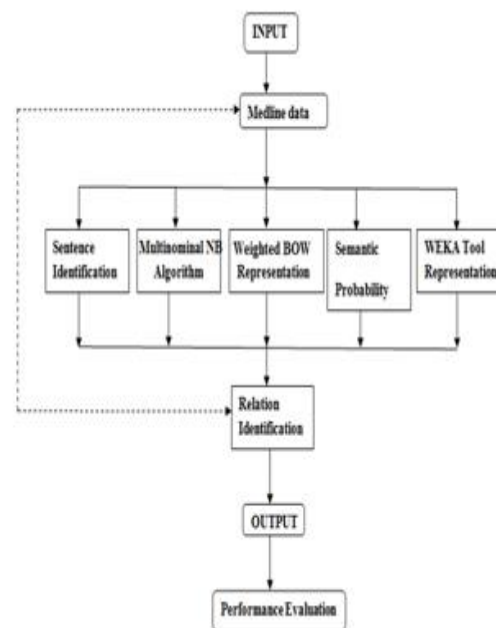 INPUT
Medline data
Sentence
Identification
Multinominal NB
Algorithm
Weighted BOW
Representation
Semantic
Probability
WEKA Tool
Representation
Relation
Identification
OUTPUT
Performance Evaluation